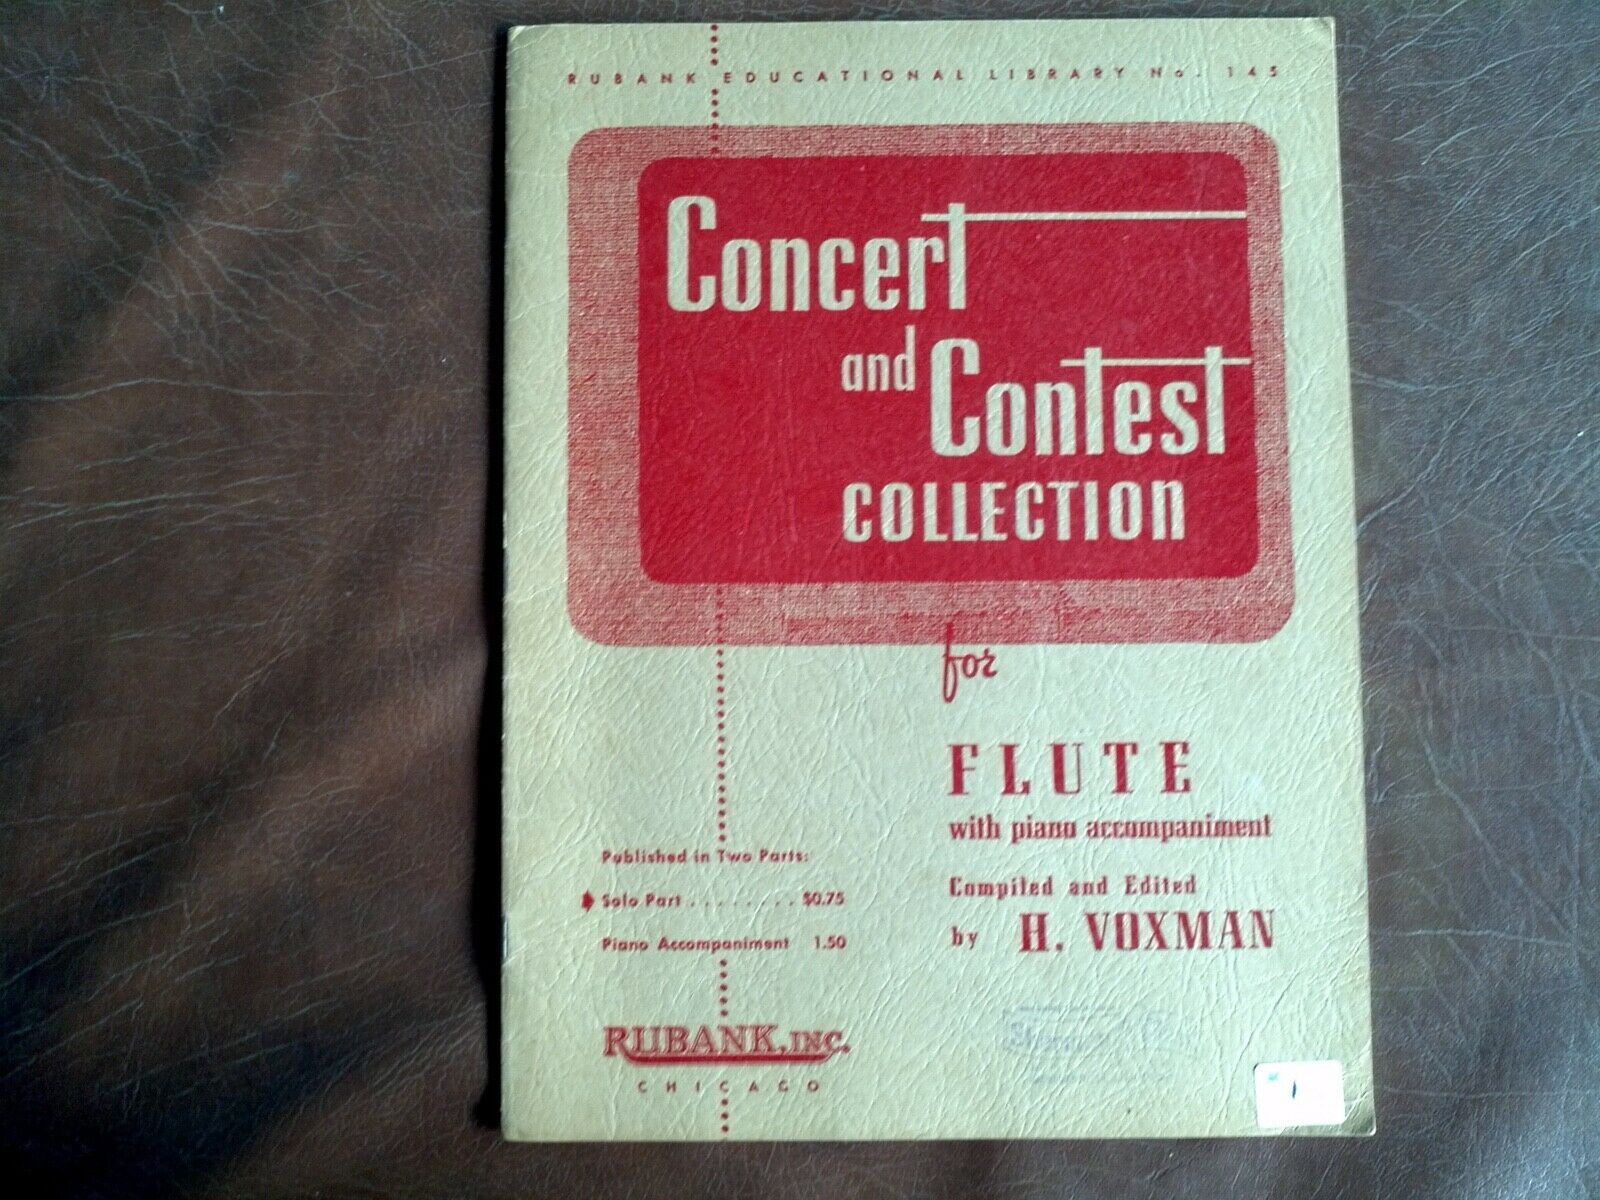 RUBANK EDUCATIONAL LIBRARY No. 145
Concert
and Contest
COLLECTION
for
FLUTE
with piano accompaniment
Compiled and Edited
by H. VOXMAN
Published in Two Parts:
Solo Part . . . . . . . . $0.75
Piano Accompaniment 1.50
RUBANK, INC.
CHICAGO
1